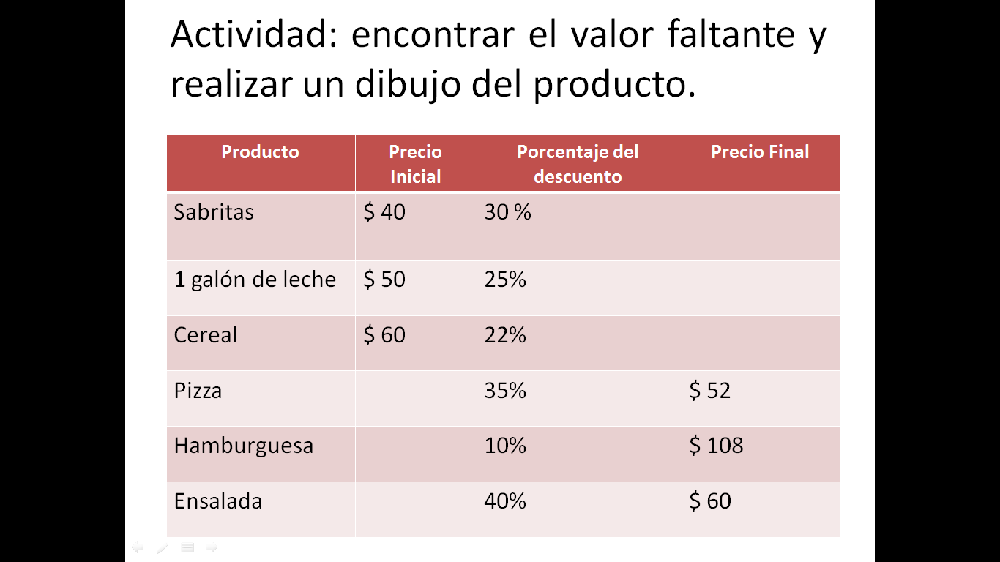 Actividad: encontrar el valor faltante y
realizar un dibujo del producto.
Producto Precio Inicial Porcentaje del descuento Precio Final
Sabritas $ 40 30 %
1 galón de leche $ 50 25%
Cereal $ 60 22%
Pizza 35% $ 52
Hamburguesa 10% $ 108
Ensalada 40% $ 60